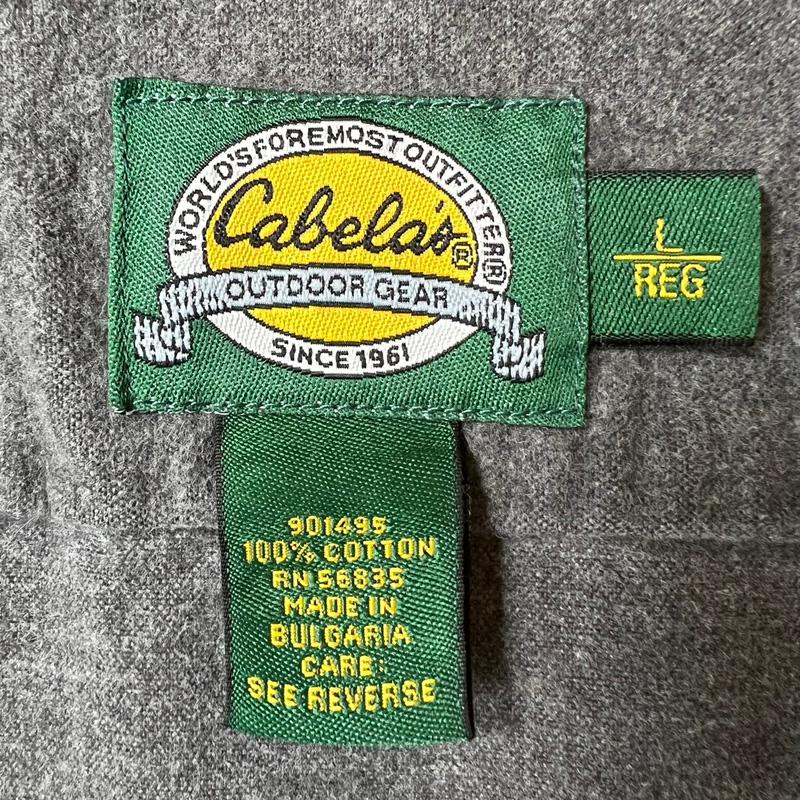 WORLD'S FOREMOST OUTFITTER®
Cabela's®
OUTDOOR GEAR
SINCE 1961
L
REG
901495
100% COTTON
RN 56835
MADE IN
BULGARIA
CARE:
SEE REVERSE